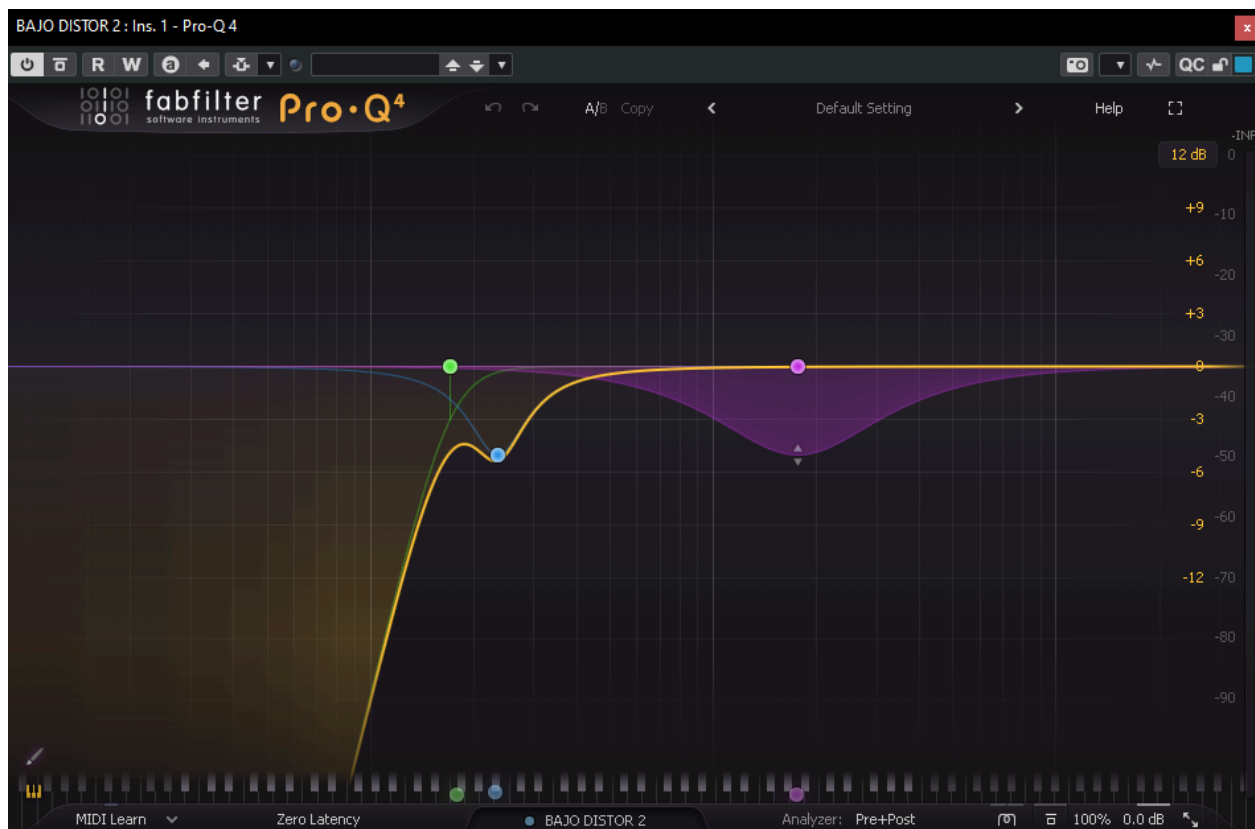 BAJO DISTOR 2 : Ins. 1 - Pro-Q 4
x
R W a QC
fabfilter
software instruments
Pro·Q 4
A/B Copy Default Setting Help
-INF
12 dB 0
+9 -10
+6 -20
+3 -30
0 -40
-3 -50
-6 -60
-9
-12 -70
-80
-90
MIDI Learn Zero Latency BAJO DISTOR 2 Analyzer: Pre+Post 100% 0.0 dB